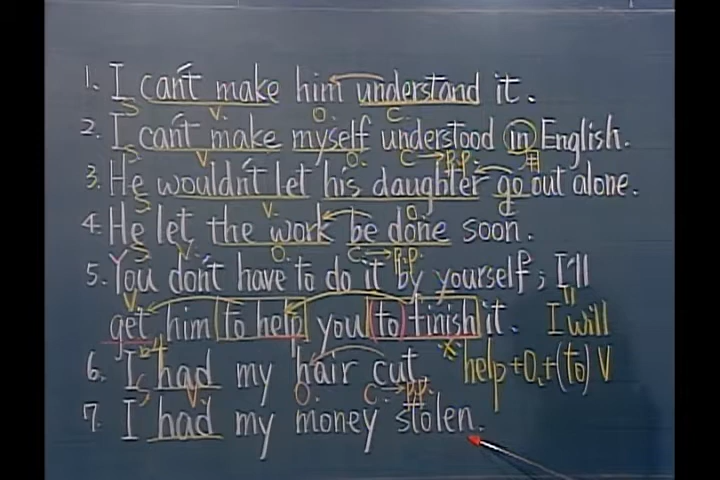 1. I can't make him understand it.
S V. O. C.
2. I can't make myself understood in English.
S V O. C → p.p. 用
3. He wouldn't let his daughter go out alone.
S V. O. C
4. He let the work be done soon.
S V. O. C. → p.p.
5. You don't have to do it by yourself; I'll
V
get him to help you (to) finish it. I will
6. I had my hair cut. help + O. + (to) V
S V. O. C. → p.p.
7. I had my money stolen.